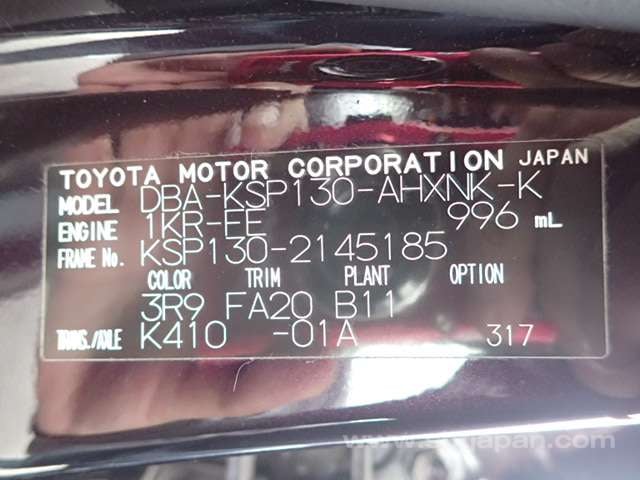 TOYOTA MOTOR CORPORATION JAPAN
MODEL DBA-KSP130-AHXNK-K
ENGINE 1KR-FE 996 mL
FRAME No. KSP130-2145185
COLOR TRIM PLANT OPTION
3R9 FA20 B11
TRANS./AXLE K410 -01A 317